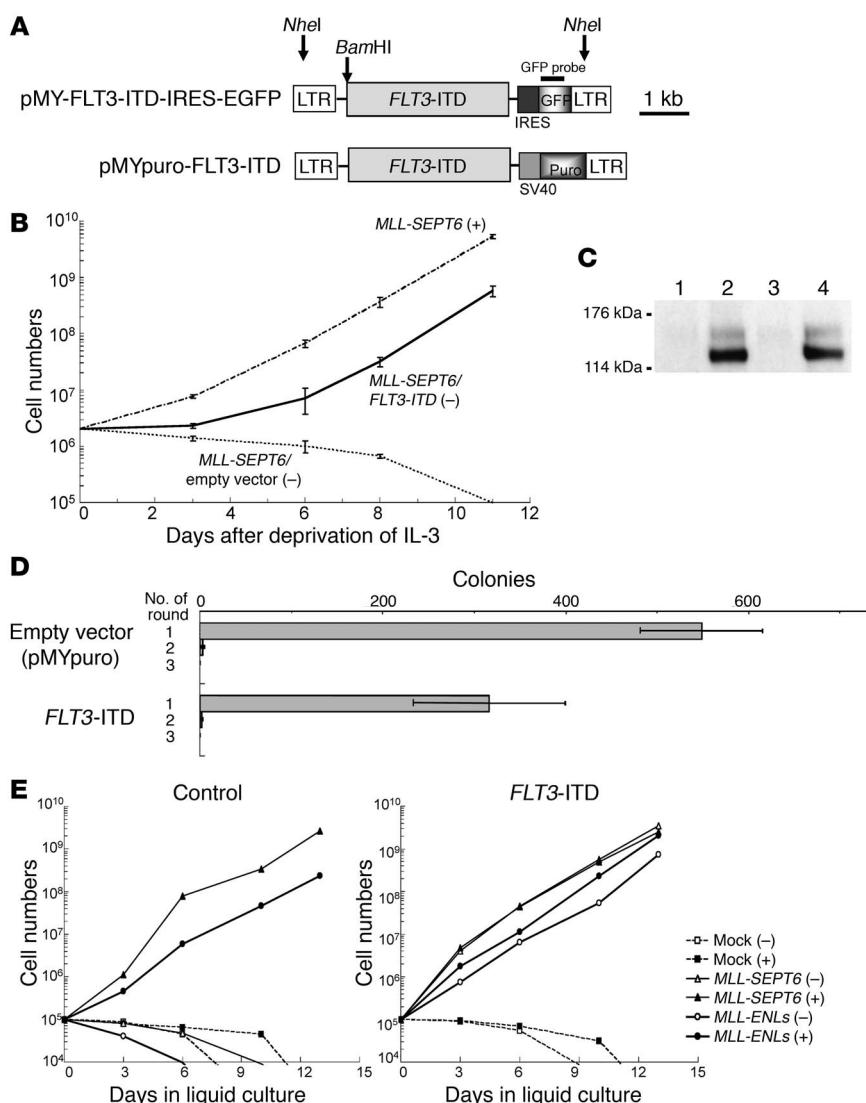 A
NheI
NheI
BamHI
GFP probe
pMY-FLT3-ITD-IRES-EGFP
LTR
FLT3-ITD
GFP
LTR
1 kb
IRES
pMYpuro-FLT3-ITD
LTR
FLT3-ITD
Puro
LTR
SV40
B
10^10
10^9
10^8
10^7
10^6
10^5
Cell numbers
MLL-SEPT6 (+)
MLL-SEPT6/
FLT3-ITD (–)
MLL-SEPT6/
empty vector (–)
0 2 4 6 8 10 12
Days after deprivation of IL-3
C
1 2 3 4
176 kDa
114 kDa
D
Colonies
No. of
round
0 200 400 600
Empty vector
(pMYpuro)
1
2
3
FLT3-ITD
1
2
3
E
Control
10^10
10^9
10^8
10^7
10^6
10^5
10^4
Cell numbers
0 3 6 9 12 15
Days in liquid culture
FLT3-ITD
10^10
10^9
10^8
10^7
10^6
10^5
10^4
Cell numbers
0 3 6 9 12 15
Days in liquid culture
Mock (–)
Mock (+)
MLL-SEPT6 (–)
MLL-SEPT6 (+)
MLL-ENLs (–)
MLL-ENLs (+)